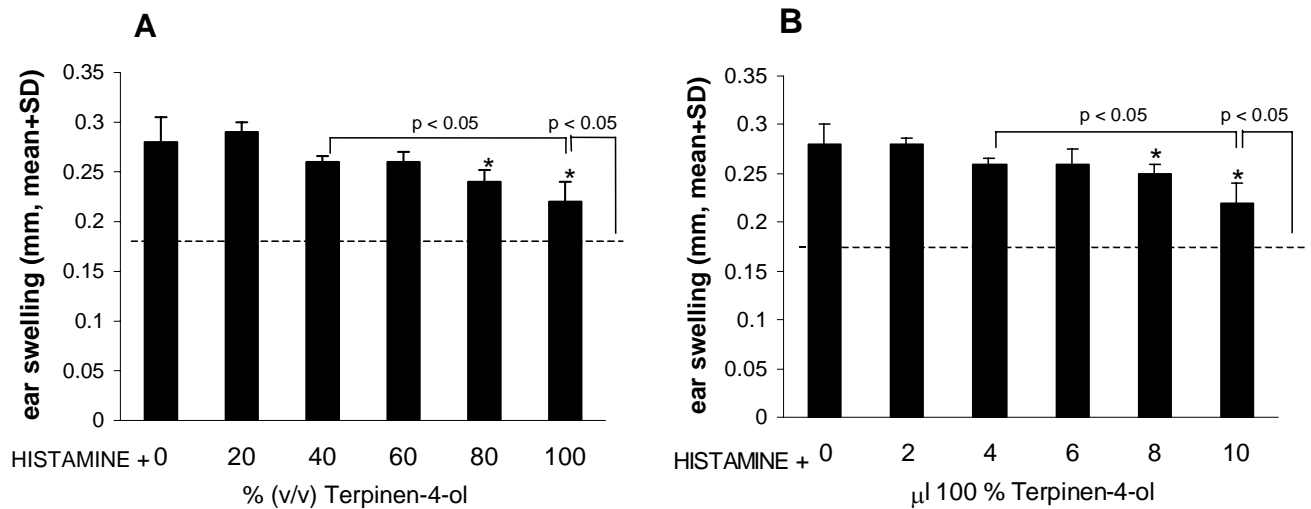 A
ear swelling (mm, mean+SD)
0.35
0.3
0.25
0.2
0.15
0.1
0.05
0
p < 0.05
p < 0.05
*
*
HISTAMINE + 0 20 40 60 80 100
% (v/v) Terpinen-4-ol
B
ear swelling (mm, mean+SD)
0.35
0.3
0.25
0.2
0.15
0.1
0.05
0
p < 0.05
p < 0.05
*
*
HISTAMINE + 0 2 4 6 8 10
μl 100 % Terpinen-4-ol